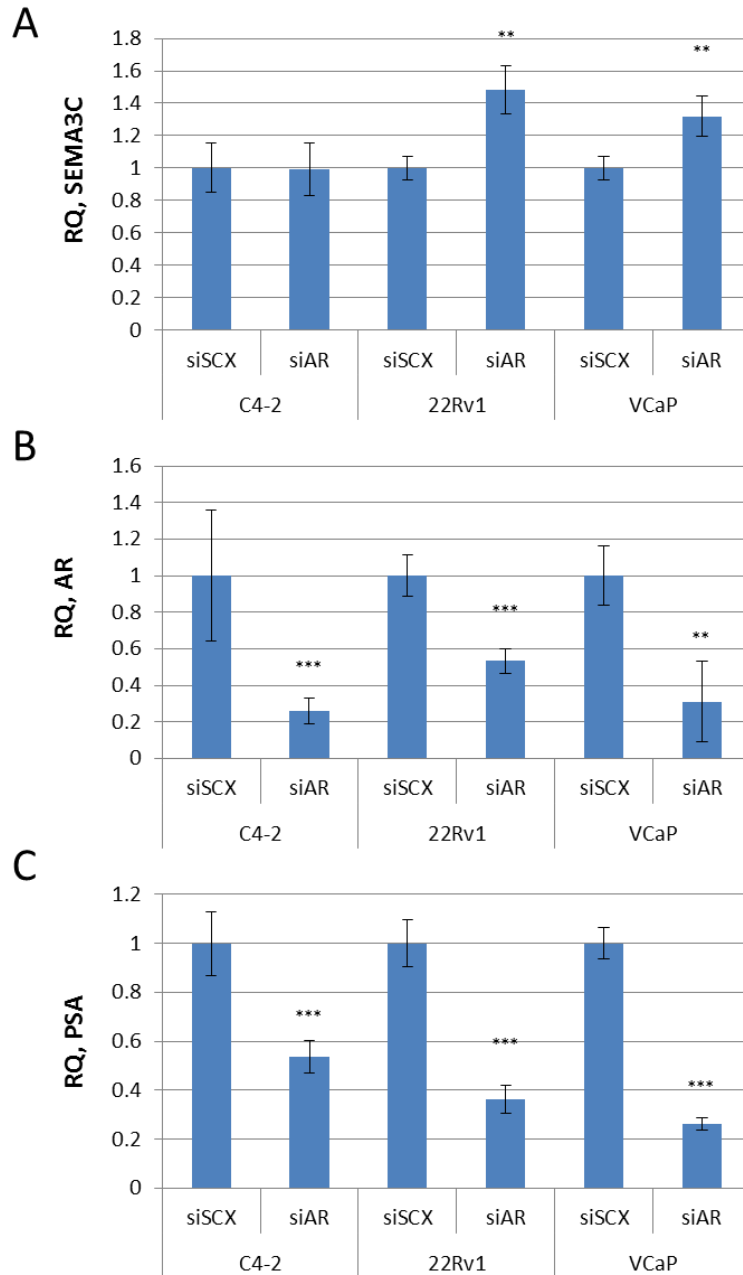 A
RQ, SEMA3C
1.8
1.6
1.4
1.2
1
0.8
0.6
0.4
0.2
0
** **
siSCX siAR siSCX siAR siSCX siAR
C4-2 22Rv1 VCaP
B
RQ, AR
1.6
1.4
1.2
1
0.8
0.6
0.4
0.2
0
*** *** **
siSCX siAR siSCX siAR siSCX siAR
C4-2 22Rv1 VCaP
C
RQ, PSA
1.2
1
0.8
0.6
0.4
0.2
0
*** *** ***
siSCX siAR siSCX siAR siSCX siAR
C4-2 22Rv1 VCaP